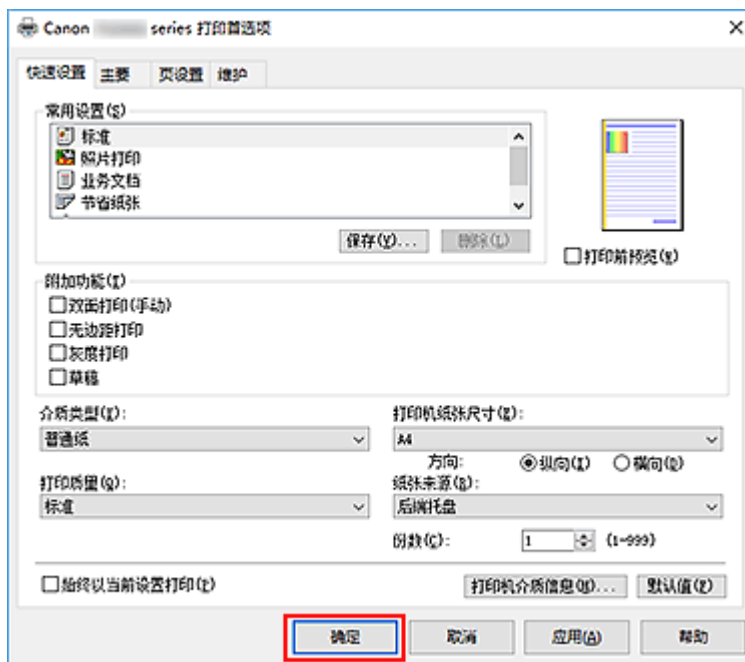 Canon series 打印首选项
快速设置 主要 页设置 维护
常用设置(S)
标准
照片打印
业务文档
节省纸张
保存(V)... 删除(L)
打印前预览(W)
附加功能(I)
双面打印(手动)
无边距打印
灰度打印
草稿
介质类型(X): 打印机纸张尺寸(Z):
普通纸 A4
方向: 纵向(I) 横向(D)
打印质量(Q): 纸张来源(B):
标准 后端托盘
份数(C): 1 (1-999)
始终以当前设置打印(P)
打印机介质信息(M)... 默认值(Z)
确定 取消 应用(A) 帮助